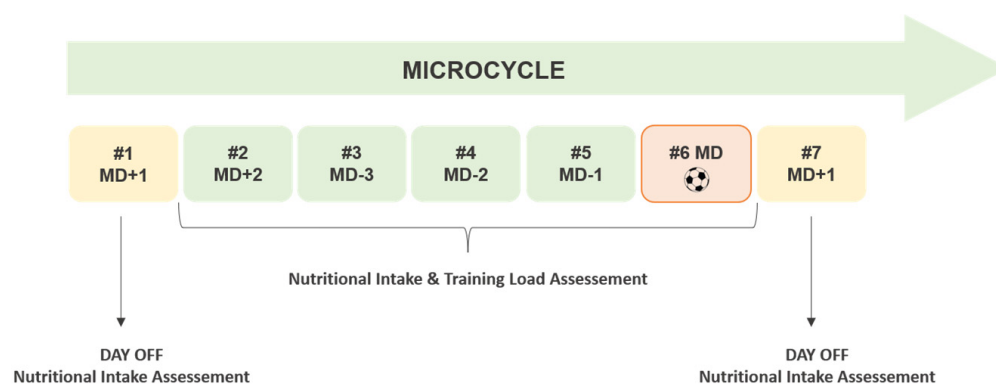 MICROCYCLE
#1
MD+1
#2
MD+2
#3
MD-3
#4
MD-2
#5
MD-1
#6 MD
#7
MD+1
Nutritional Intake & Training Load Assessement
DAY OFF
Nutritional Intake Assessement
DAY OFF
Nutritional Intake Assessement